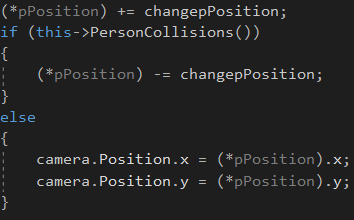 (*pPosition) += changepPosition;
if (this->PersonCollisions())
{
    (*pPosition) -= changepPosition;
}
else
{
    camera.Position.x = (*pPosition).x;
    camera.Position.y = (*pPosition).y;
}